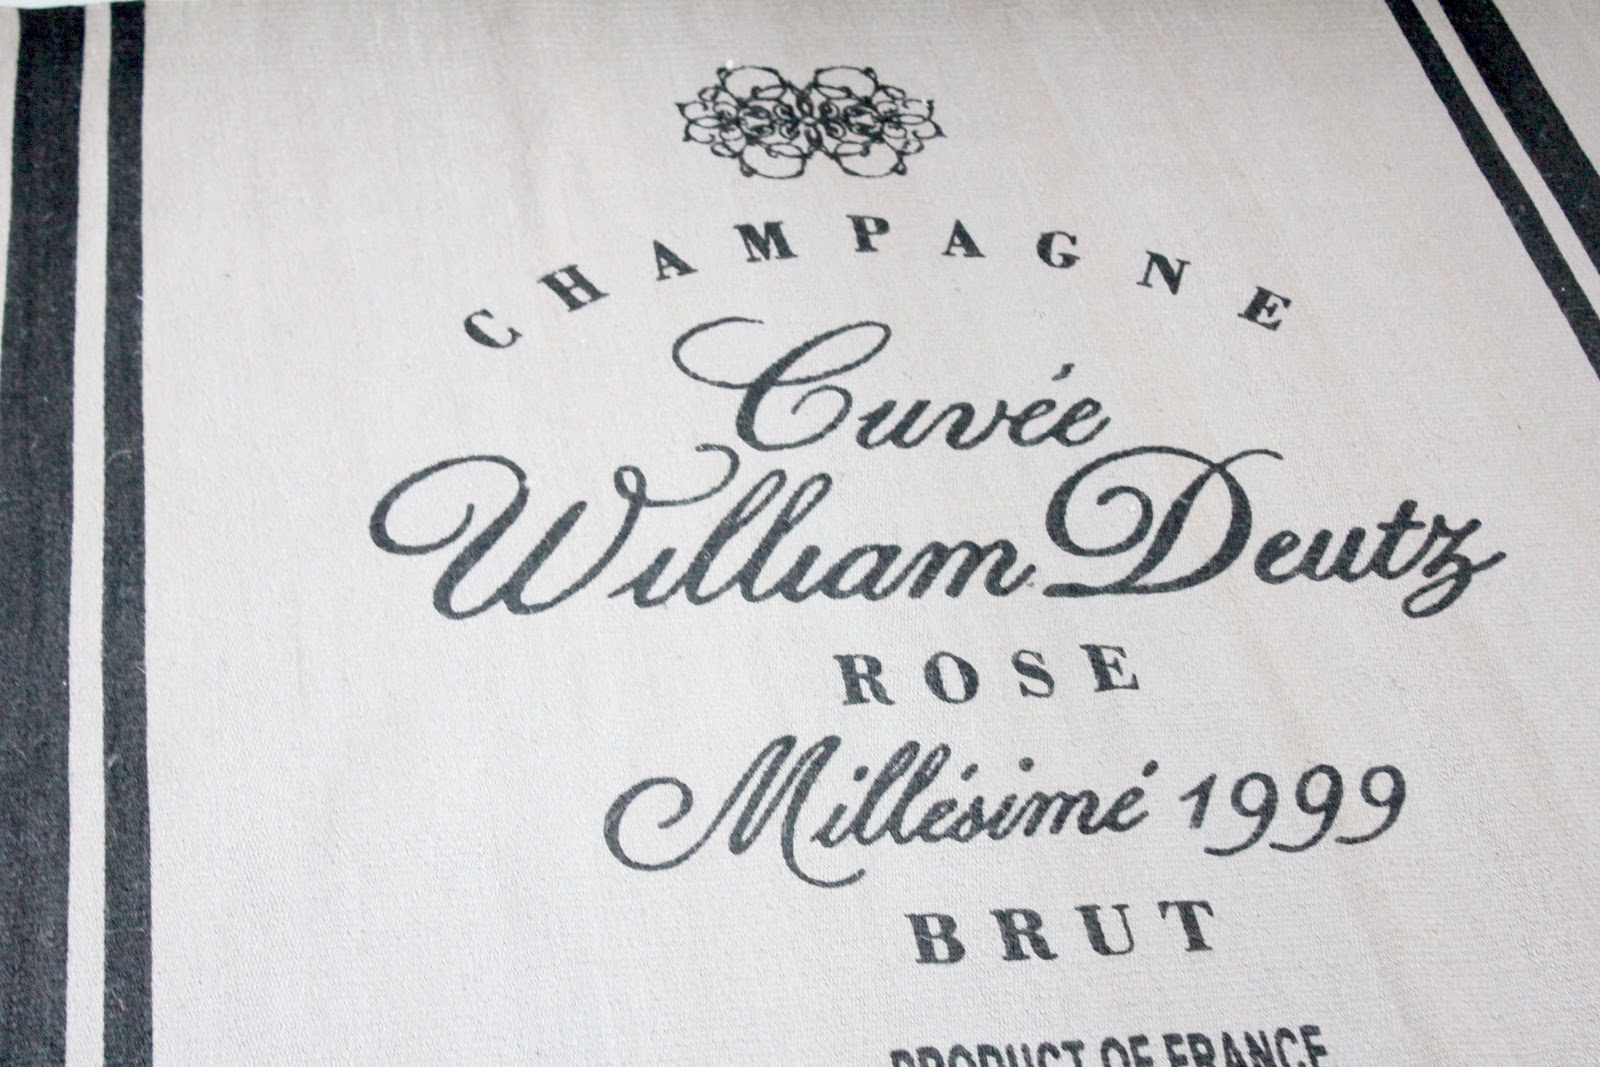 CHAMPAGNE
Cuvée
William Deutz
ROSE
Millésimé 1999
BRUT
PRODUCT OF FRANCE